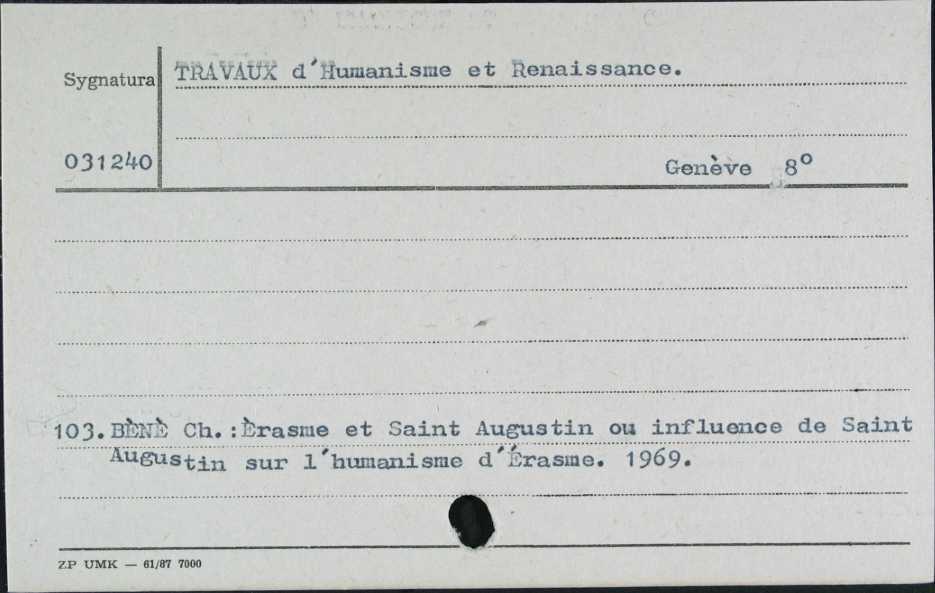 Sygnatura
TRAVAUX d'Humanisme et Renaissance.
031240
Genève 8°
103. BÈNÈ Ch.:Èrasme et Saint Augustin ou influence de Saint
Augustin sur l'humanisme d'Érasme. 1969.
ZP UMK — 61/87 7000